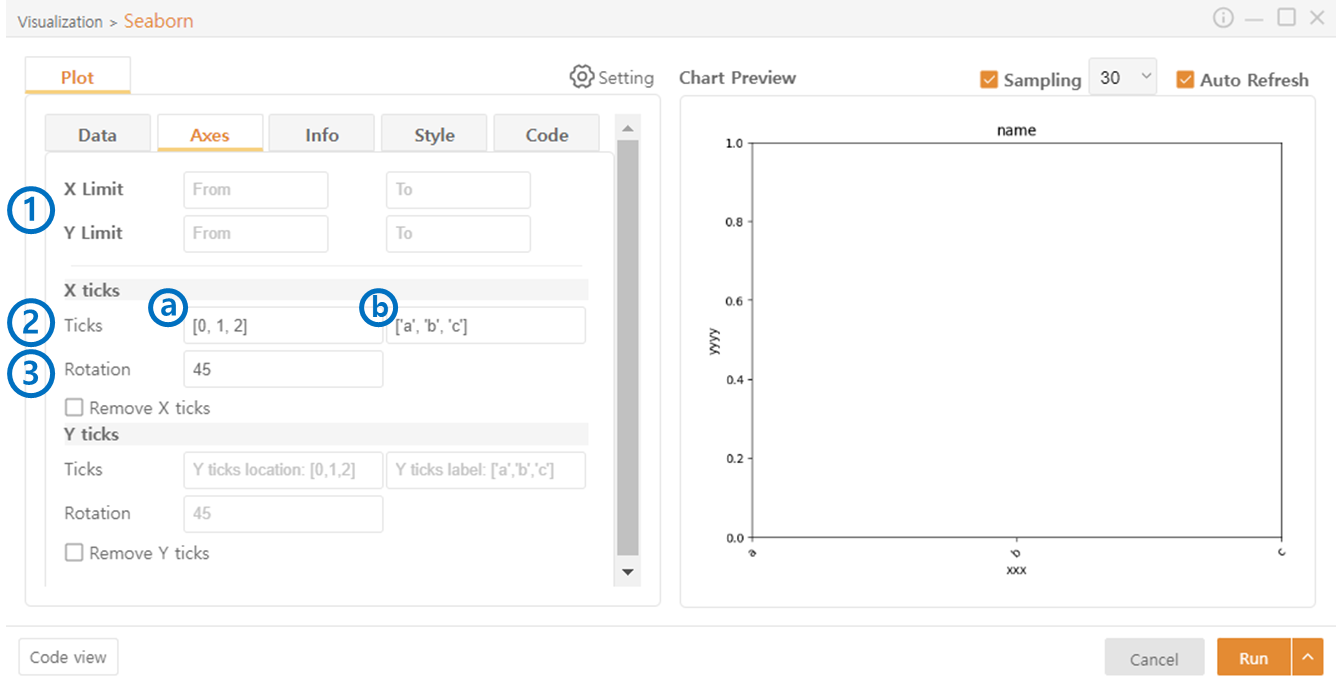 Visualization > Seaborn
Plot
Setting
Chart Preview
Sampling
30
Auto Refresh
Data
Axes
Info
Style
Code
1
X Limit
From
To
Y Limit
From
To
X ticks
a
b
2
Ticks
[0, 1, 2]
['a', 'b', 'c']
3
Rotation
45
Remove X ticks
Y ticks
Ticks
Y ticks location: [0,1,2]
Y ticks label: ['a','b','c']
Rotation
45
Remove Y ticks
name
1.0
0.8
0.6
yyyy
0.4
0.2
0.0
a
b
c
xxx
Code view
Cancel
Run